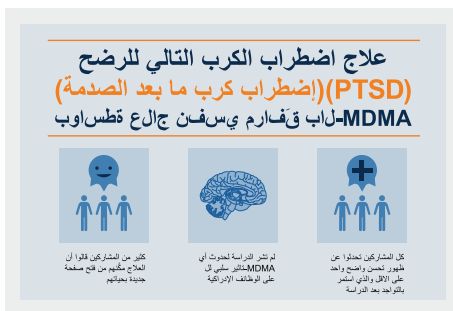 علاج اضطراب الكرب التالي للرضح
(PTSD)(إضطراب كرب ما بعد الصدمة)
MDMA-لاب قَفارم يسفن جالع ةطساوب
كل المشاركين تحدثوا عن
ظهور تحسن واضح واحد
على الاقل والذي استمر
بالتواجد بعد الدراسة
لم تشر الدراسة لحدوث أي
MDMA-تاثير سلبي لل
على الوظائف الإدراكية
كثير من المشاركين قالوا أن
العلاج مكّنهم من فتح صفحة
جديدة بحياتهم